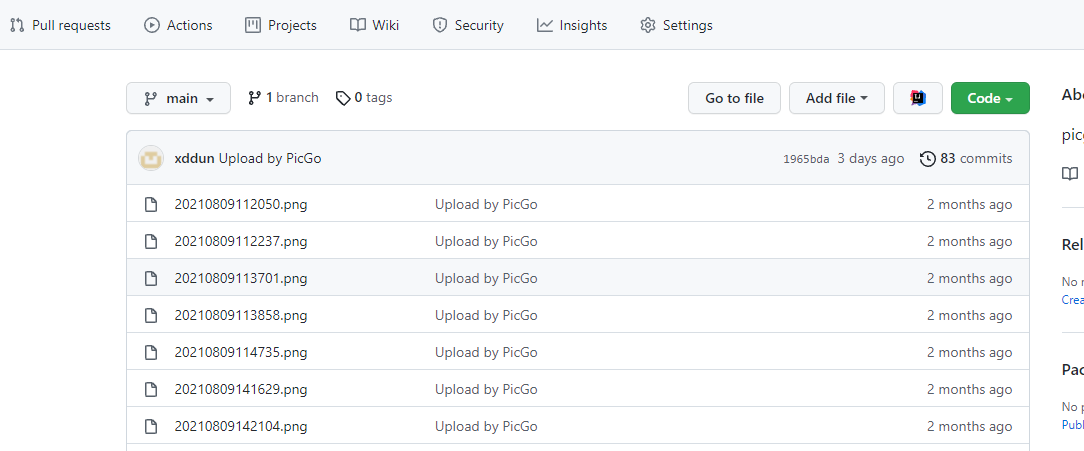 Pull requests Actions Projects Wiki Security Insights Settings
main 1 branch 0 tags Go to file Add file Code
xddun Upload by PicGo 1965bda 3 days ago 83 commits
20210809112050.png Upload by PicGo 2 months ago
20210809112237.png Upload by PicGo 2 months ago
20210809113701.png Upload by PicGo 2 months ago
20210809113858.png Upload by PicGo 2 months ago
20210809114735.png Upload by PicGo 2 months ago
20210809141629.png Upload by PicGo 2 months ago
20210809142104.png Upload by PicGo 2 months ago
Abo
pic
Rel
No r
Crea
Pac
No p
Publ